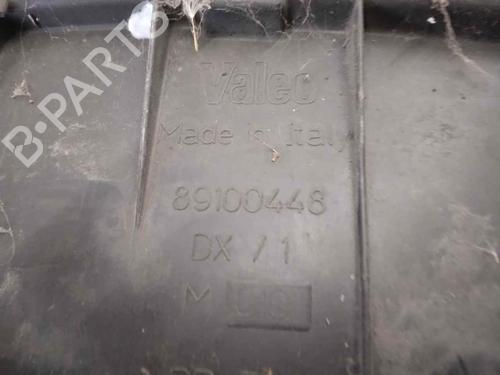 B-PARTS
Valeo
Made in Italy
89100448
DX / 1
M